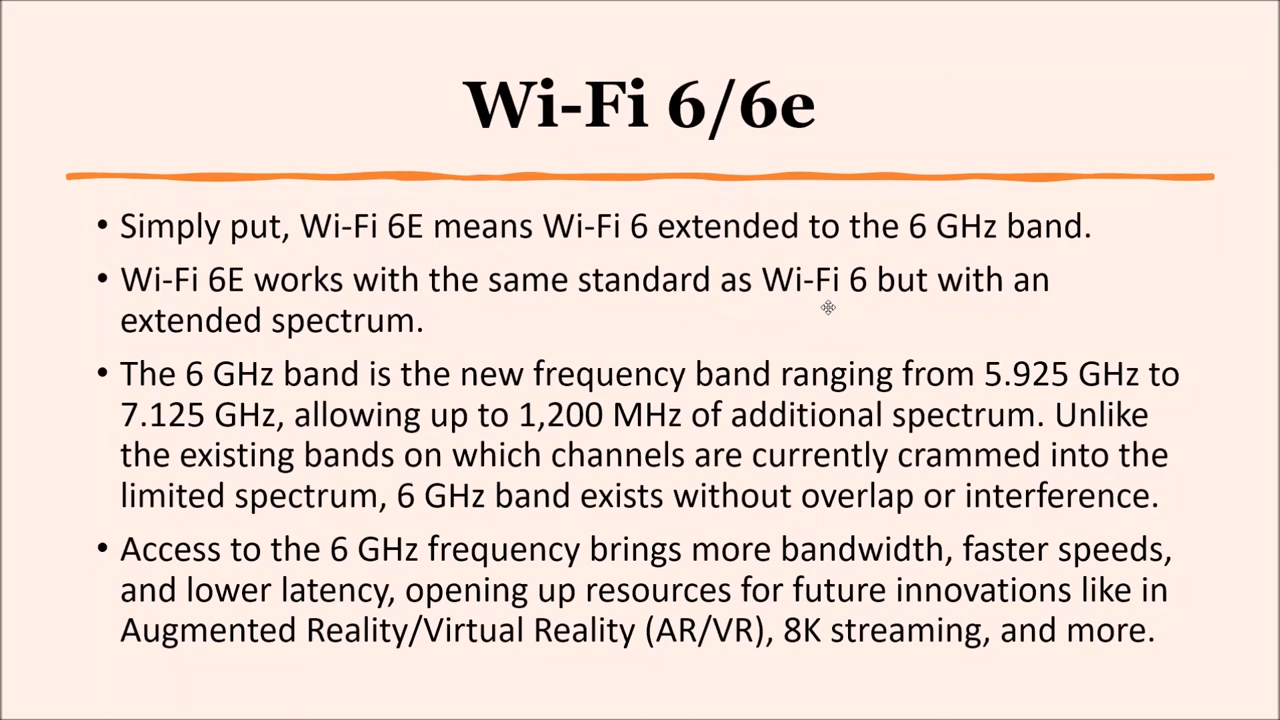 Wi-Fi 6/6e
• Simply put, Wi-Fi 6E means Wi-Fi 6 extended to the 6 GHz band.
• Wi-Fi 6E works with the same standard as Wi-Fi 6 but with an
extended spectrum.
• The 6 GHz band is the new frequency band ranging from 5.925 GHz to
7.125 GHz, allowing up to 1,200 MHz of additional spectrum. Unlike
the existing bands on which channels are currently crammed into the
limited spectrum, 6 GHz band exists without overlap or interference.
• Access to the 6 GHz frequency brings more bandwidth, faster speeds,
and lower latency, opening up resources for future innovations like in
Augmented Reality/Virtual Reality (AR/VR), 8K streaming, and more.